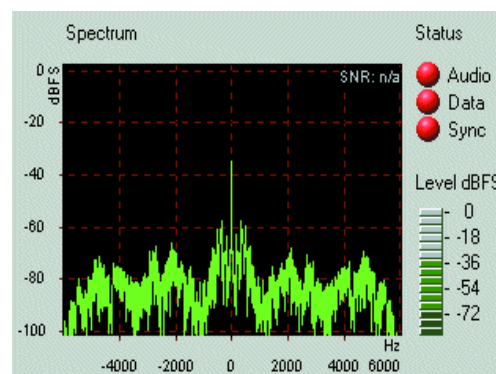 Spectrum
Status
0
dBFS
SNR: n/a
Audio
-20
Data
Sync
-40
Level dBFS
-60
0
-18
-36
-80
-54
-72
-100
Hz
-4000 -2000 0 2000 4000 6000